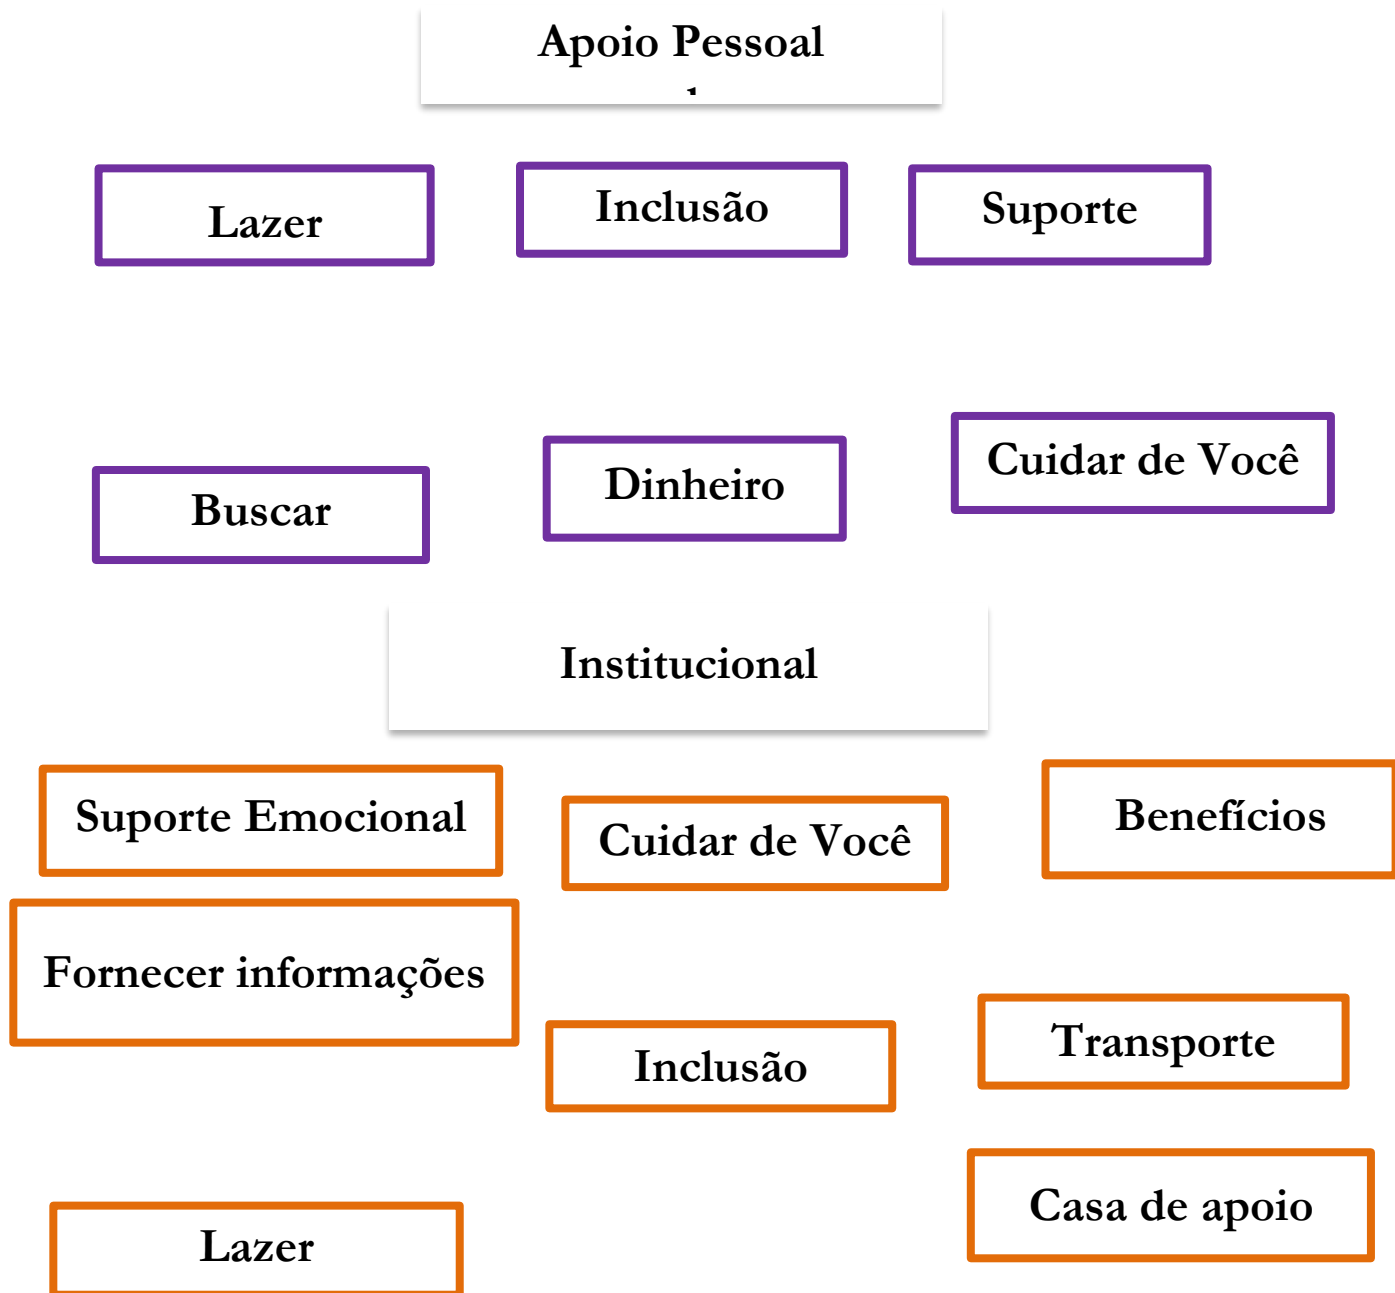 Apoio Pessoal
Lazer
Inclusão
Suporte
Buscar
Dinheiro
Cuidar de Você
Institucional
Suporte Emocional
Cuidar de Você
Benefícios
Fornecer informações
Inclusão
Transporte
Lazer
Casa de apoio